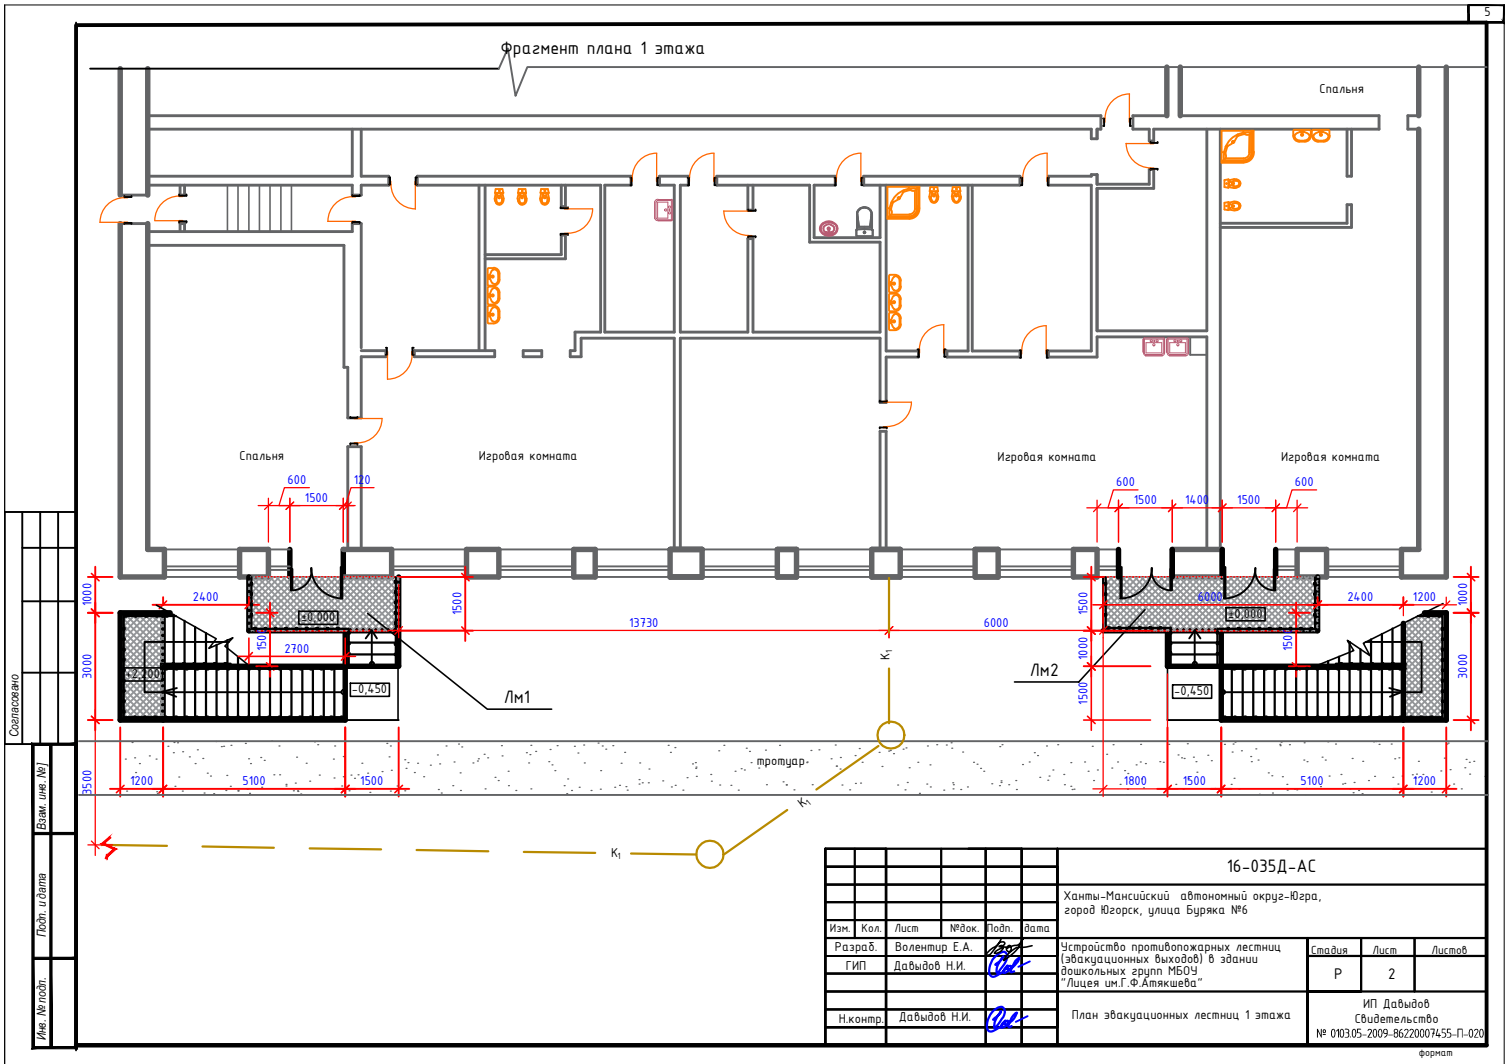 5
Фрагмент плана 1 этажа
Спальня
Спальня
Игровая комната
Игровая комната
Игровая комната
600
120
1500
600
600
1500
1400
1500
1000
2400
±0,000
1500
1500
2700
+2,200
3000
-0,450
Лм1
13730
6000
К1
1500
6000
±0,000
2400
1200
1000
1000
1500
Лм2
-0,450
1500
3000
3500
тротуар
1200
5100
1500
1800
1500
5100
1200
К1
К1
Согласовано
Взам. инв. №
Подп. и дата
Инв. № подп.
16-035Д-АС
Ханты-Мансийский автономный округ-Югра,
город Югорск, улица Буряка №6
Изм. Кол. Лист №док. Подп. дата
Разраб. Волентир Е.А.
ГИП Давыдов Н.И.
Н.контр. Давыдов Н.И.
Устройство противопожарных лестниц
(эвакуационных выходов) в здании
дошкольных групп МБОУ
"Лицея им.Г.Ф.Атякшева"
Стадия Лист Листов
Р 2
План эвакуационных лестниц 1 этажа
ИП Давыдов
Свидетельство
№ 0103.05-2009-86220007455-П-020
формат